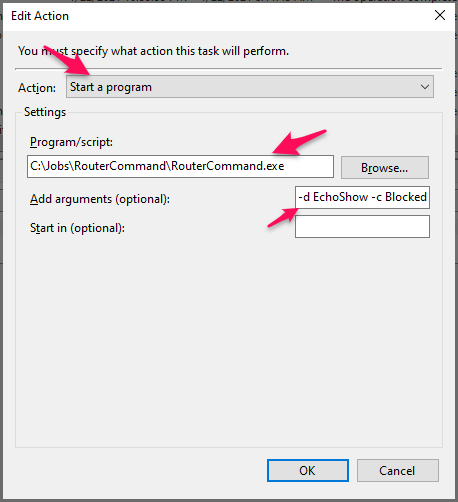 Edit Action
You must specify what action this task will perform.
Action: Start a program
Settings
Program/script:
C:\Jobs\RouterCommand\RouterCommand.exe Browse...
Add arguments (optional): -d EchoShow -c Blocked
Start in (optional):
OK Cancel